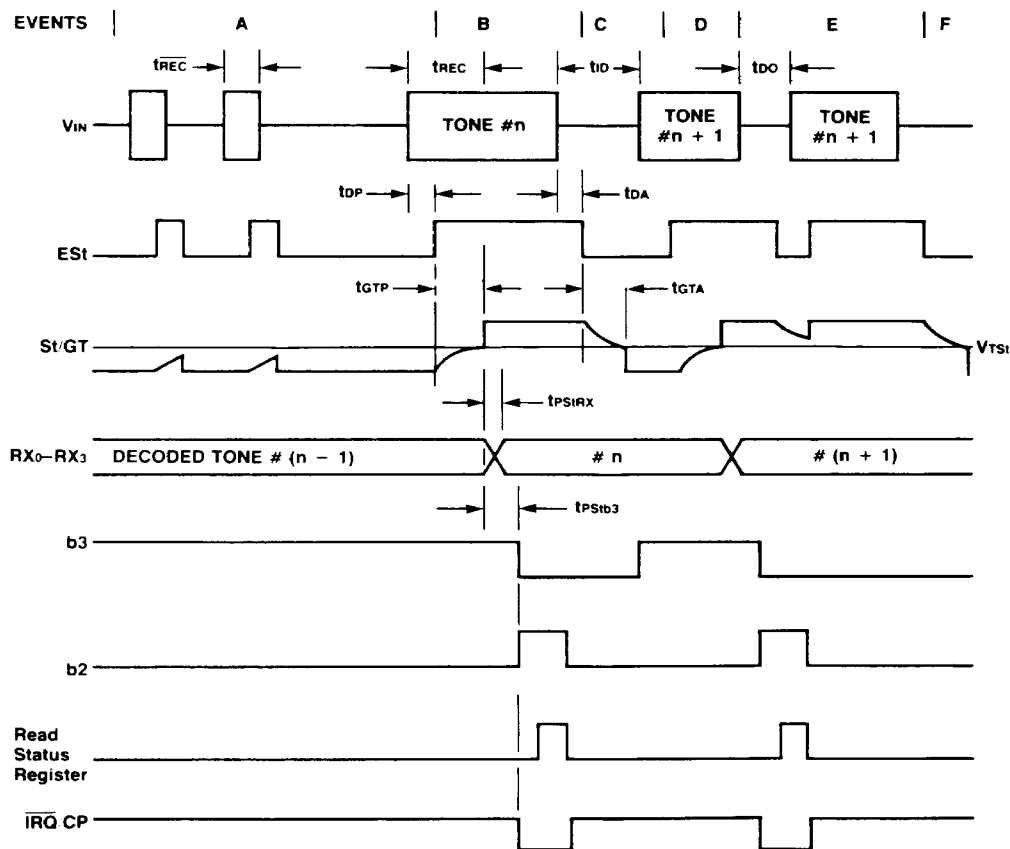 EVENTS A B C D E F
tREC tREC tID tDO
VIN TONE #n TONE #n + 1 TONE #n + 1
tDP tDA
ESt
tGTP tGTA
St/GT VTSt
tPStRX
RX0–RX3 DECODED TONE # (n − 1) # n # (n + 1)
tPStb3
b3
b2
Read
Status
Register
IRQ CP